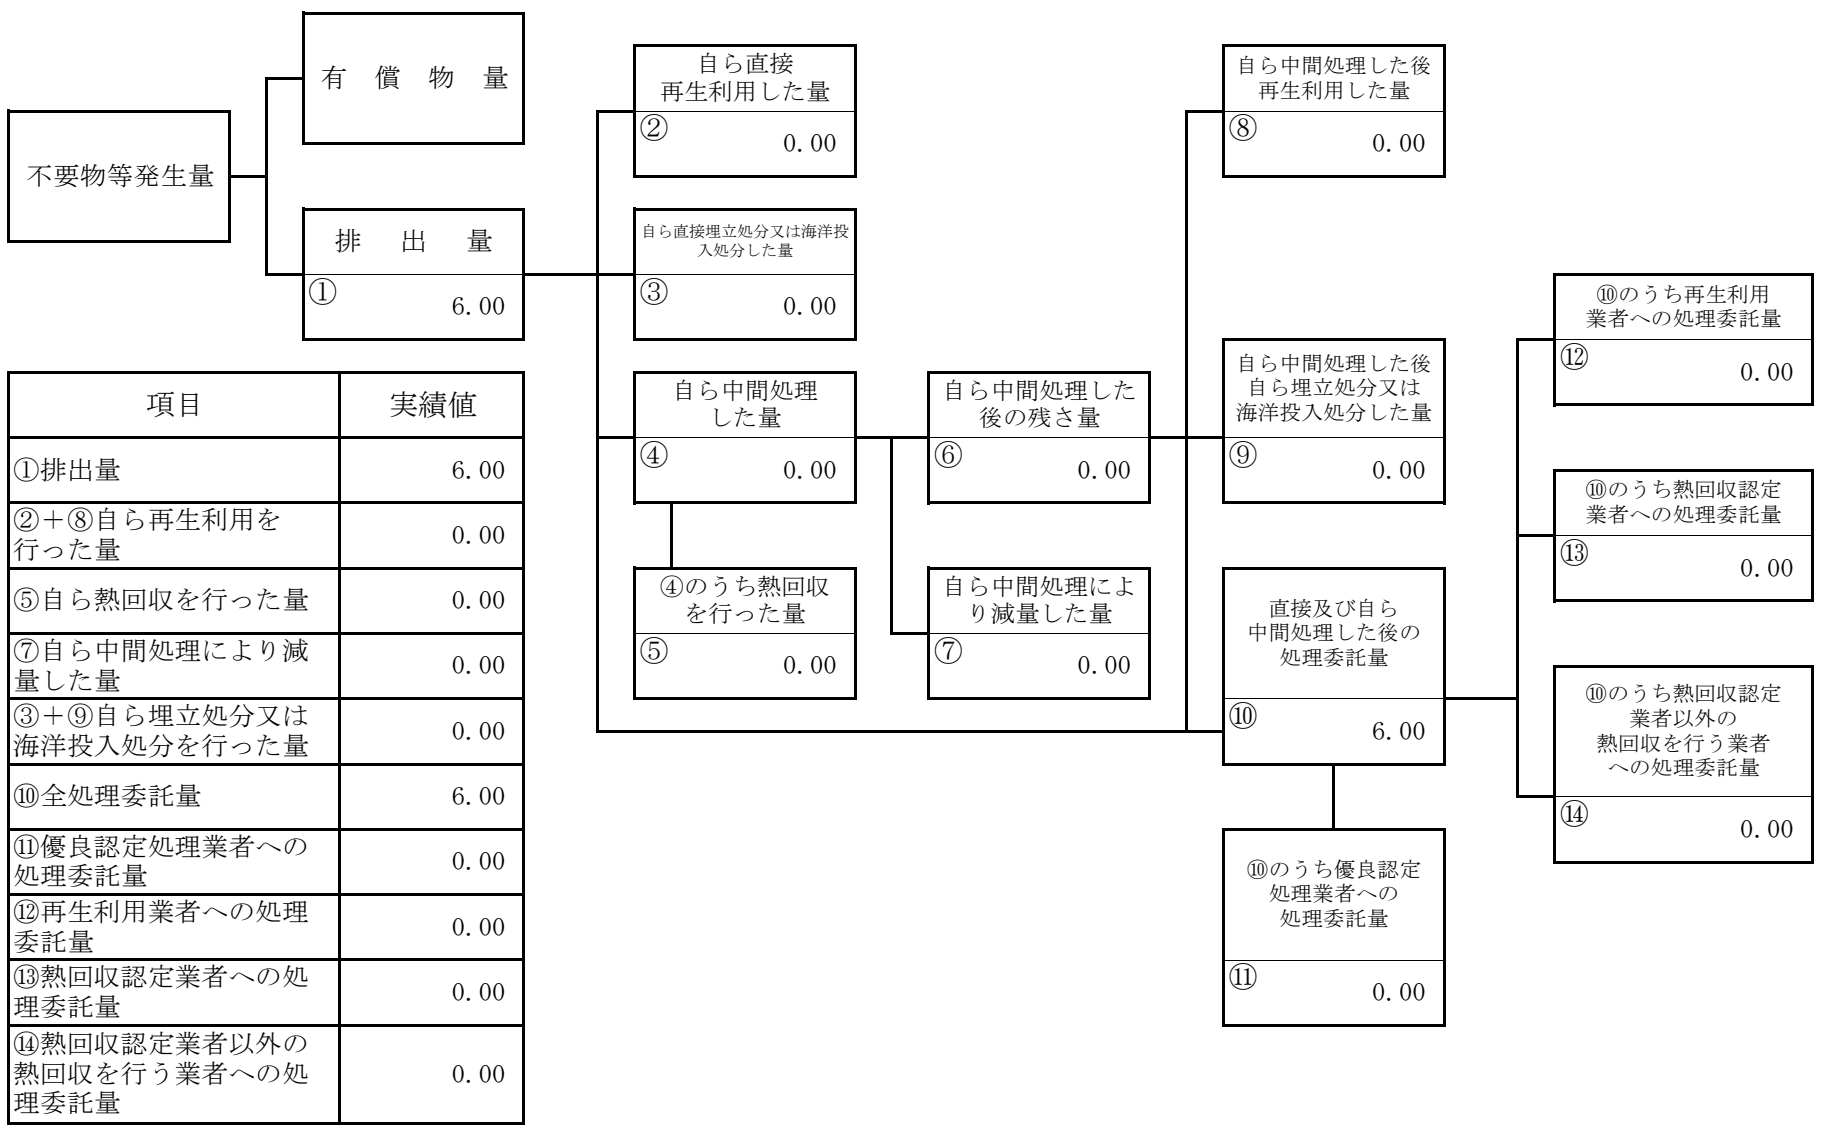 有償物量
不要物等発生量
排出量
①
6.00
自ら直接
再生利用した量
②
0.00
自ら直接埋立処分又は海洋投
入処分した量
③
0.00
自ら中間処理
した量
④
0.00
④のうち熱回収
を行った量
⑤
0.00
自ら中間処理した
後の残さ量
⑥
0.00
自ら中間処理によ
り減量した量
⑦
0.00
自ら中間処理した後
再生利用した量
⑧
0.00
自ら中間処理した後
自ら埋立処分又は
海洋投入処分した量
⑨
0.00
直接及び自ら
中間処理した後の
処理委託量
⑩
6.00
⑩のうち優良認定
処理業者への
処理委託量
⑪
0.00
⑩のうち再生利用
業者への処理委託量
⑫
0.00
⑩のうち熱回収認定
業者への処理委託量
⑬
0.00
⑩のうち熱回収認定
業者以外の
熱回収を行う業者
への処理委託量
⑭
0.00
項目 実績値
①排出量 6.00
②＋⑧自ら再生利用を
行った量 0.00
⑤自ら熱回収を行った量 0.00
⑦自ら中間処理により減
量した量 0.00
③＋⑨自ら埋立処分又は
海洋投入処分を行った量 0.00
⑩全処理委託量 6.00
⑪優良認定処理業者への
処理委託量 0.00
⑫再生利用業者への処理
委託量 0.00
⑬熱回収認定業者への処
理委託量 0.00
⑭熱回収認定業者以外の
熱回収を行う業者への処
理委託量 0.00